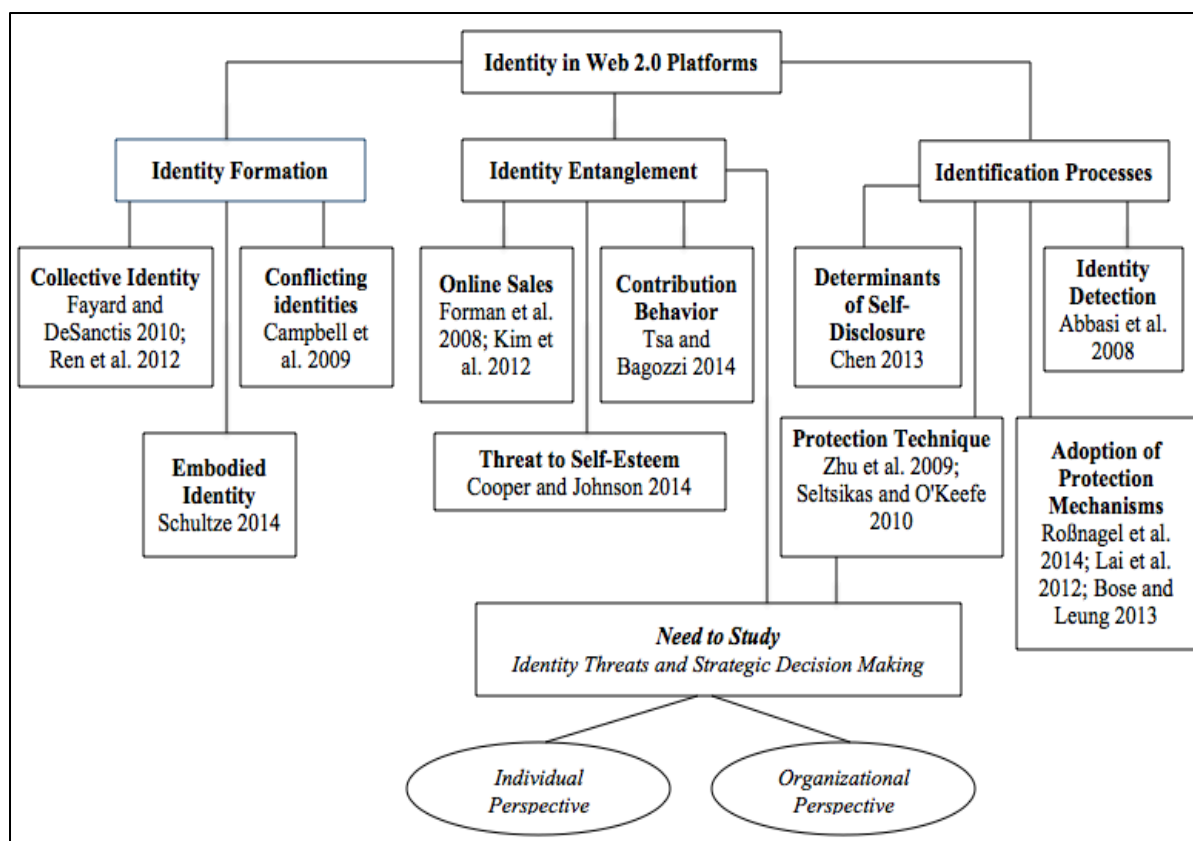 Identity in Web 2.0 Platforms
Identity Formation
Identity Entanglement
Identification Processes
Collective Identity
Fayard and
DeSanctis 2010;
Ren et al. 2012
Conflicting
identities
Campbell et
al. 2009
Online Sales
Forman et al.
2008; Kim et
al. 2012
Contribution
Behavior
Tsa and
Bagozzi 2014
Determinants
of Self-
Disclosure
Chen 2013
Identity
Detection
Abbasi et al.
2008
Embodied
Identity
Schultze 2014
Threat to Self-Esteem
Cooper and Johnson 2014
Protection Technique
Zhu et al. 2009;
Seltsikas and O'Keefe
2010
Adoption of
Protection
Mechanisms
Roßnagel et al.
2014; Lai et al.
2012; Bose and
Leung 2013
Need to Study
Identity Threats and Strategic Decision Making
Individual
Perspective
Organizational
Perspective